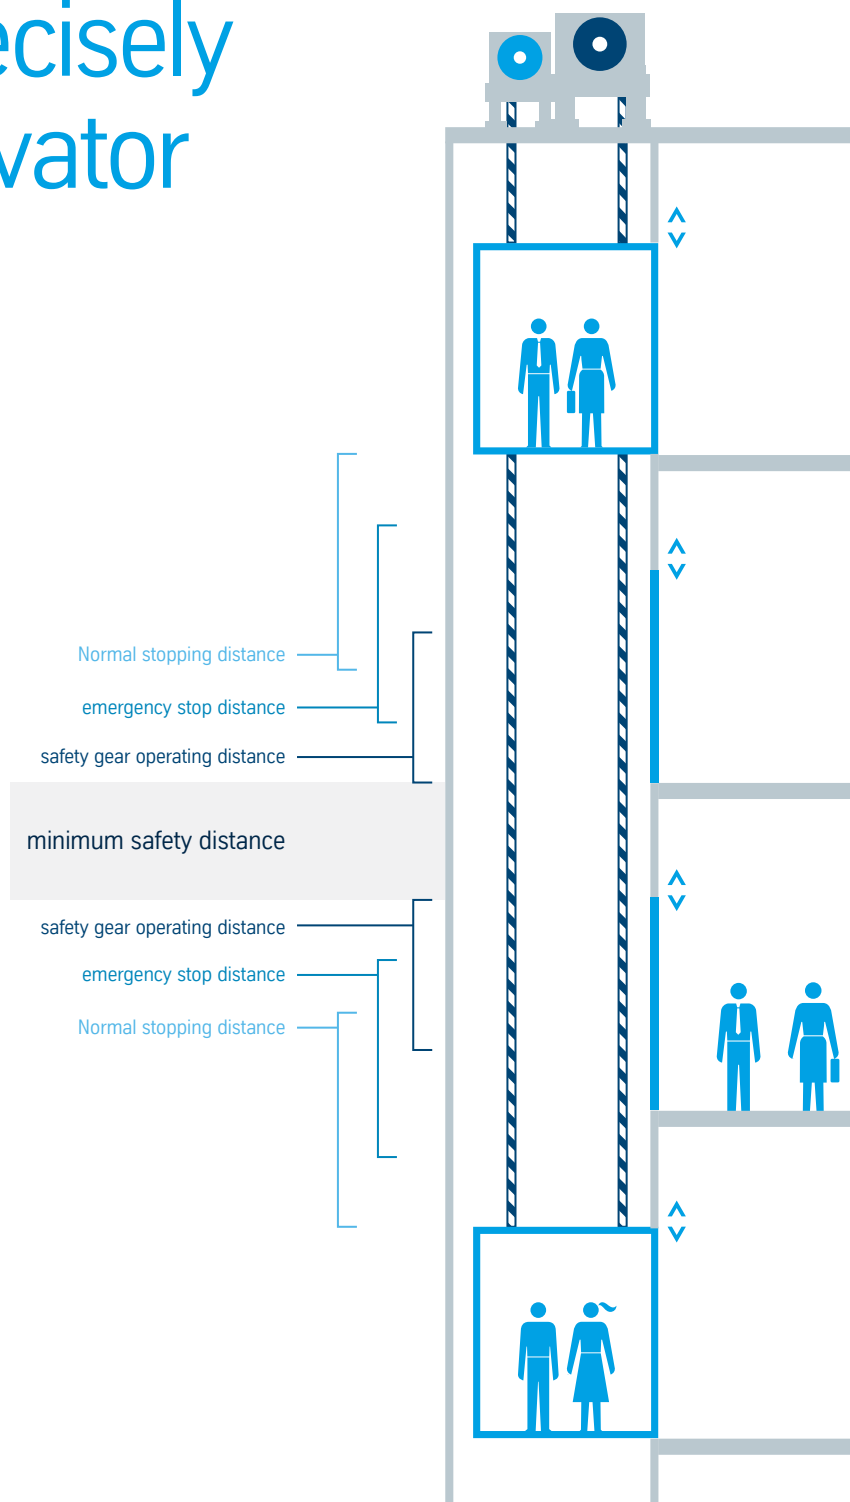 ecisely
vator
Normal stopping distance
emergency stop distance
safety gear operating distance
minimum safety distance
safety gear operating distance
emergency stop distance
Normal stopping distance